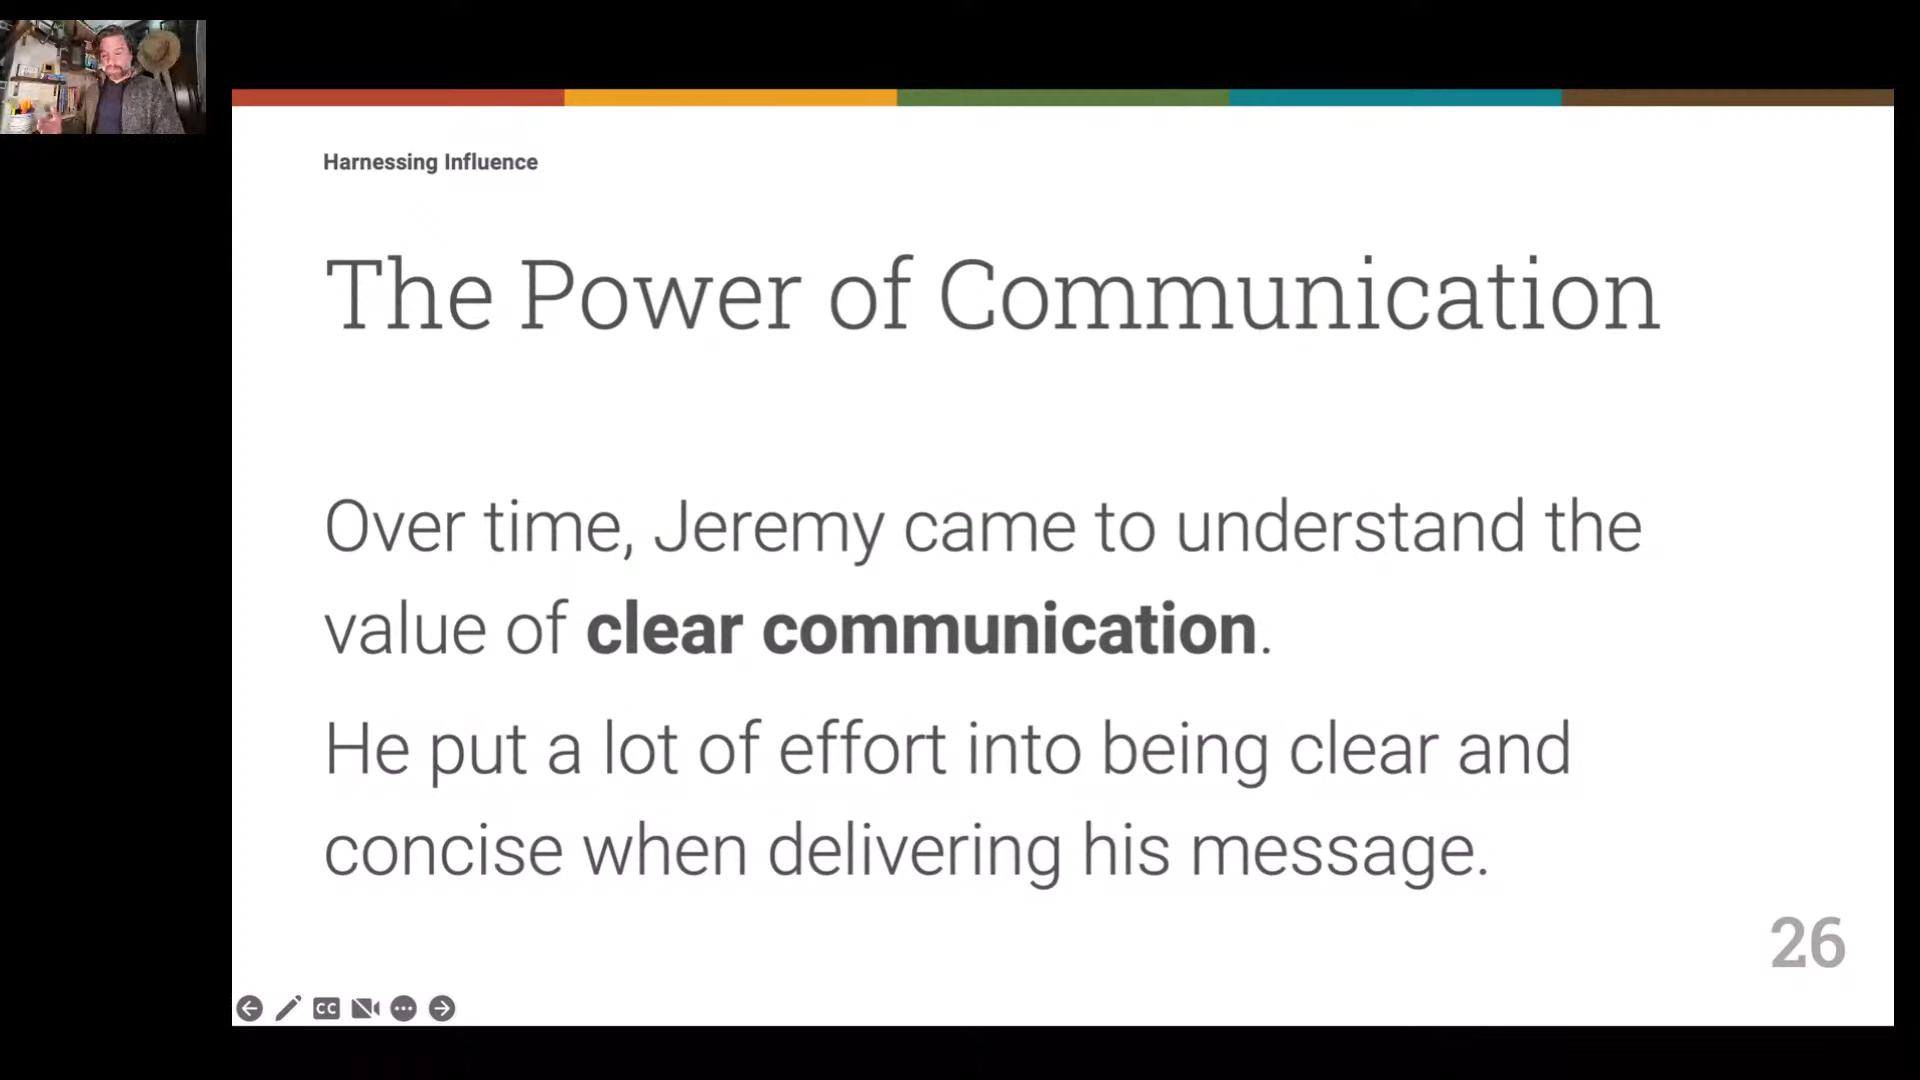 Harnessing Influence
The Power of Communication
Over time, Jeremy came to understand the
value of clear communication.
He put a lot of effort into being clear and
concise when delivering his message.
26
CC